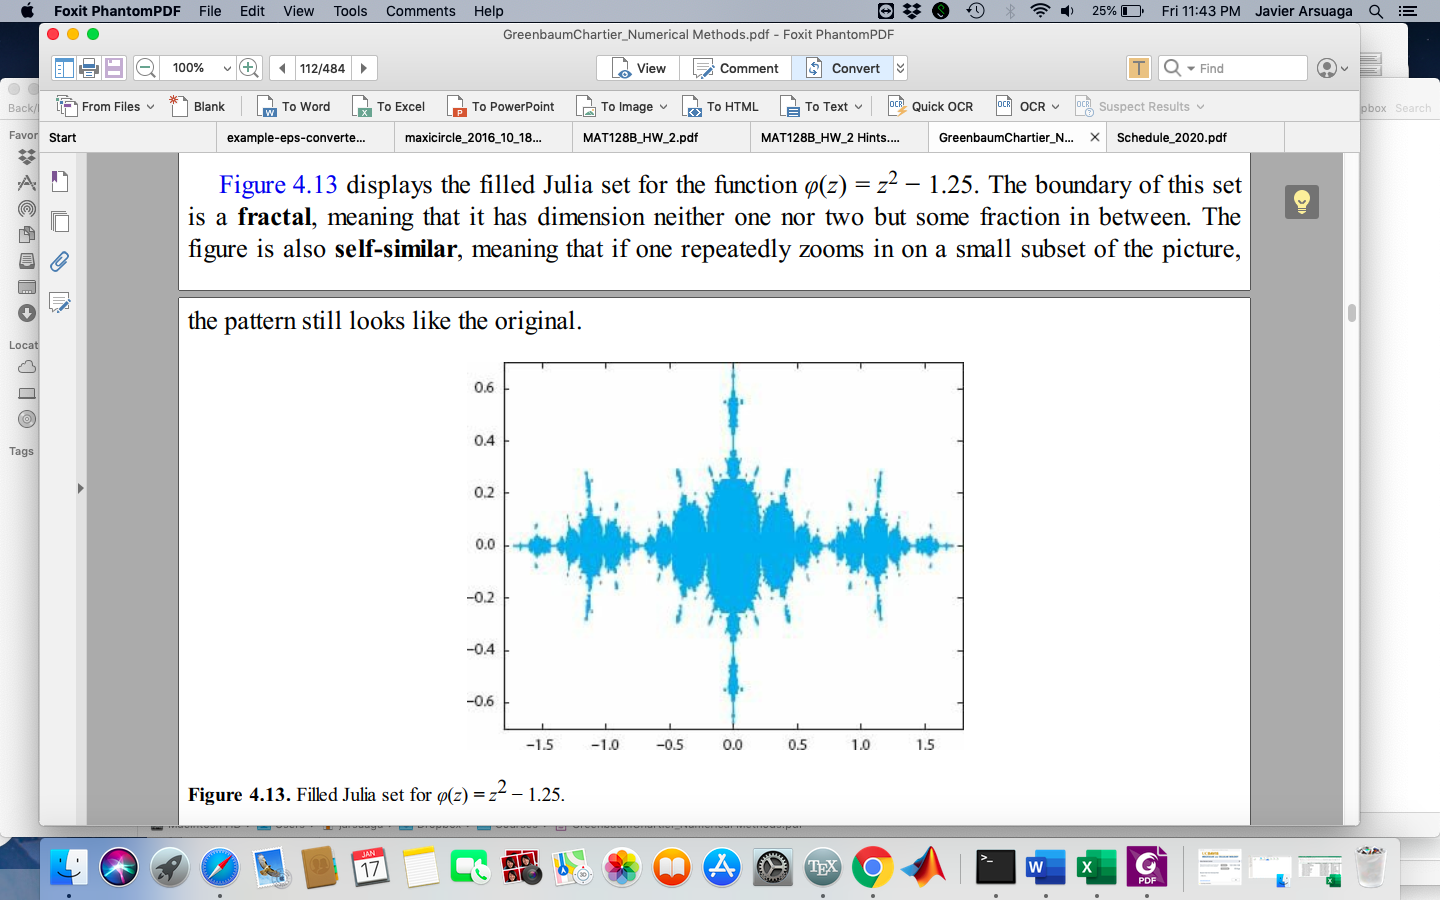 Foxit PhantomPDF File Edit View Tools Comments Help 25% Fri 11:43 PM Javier Arsuaga
GreenbaumChartier_Numerical Methods.pdf - Foxit PhantomPDF
100% 112/484 View Comment Convert T Find
From Files Blank To Word To Excel To PowerPoint To Image To HTML To Text Quick OCR OCR Suspect Results
Start example-eps-converte... maxicircle_2016_10_18... MAT128B_HW_2.pdf MAT128B_HW_2 Hints.... GreenbaumChartier_N... Schedule_2020.pdf
Back/
Search
Favor
Locat
Tags
Figure 4.13 displays the filled Julia set for the function φ(z) = z² − 1.25. The boundary of this set
is a fractal, meaning that it has dimension neither one nor two but some fraction in between. The
figure is also self-similar, meaning that if one repeatedly zooms in on a small subset of the picture,
the pattern still looks like the original.
0.6
0.4
0.2
0.0
−0.2
−0.4
−0.6
−1.5 −1.0 −0.5 0.0 0.5 1.0 1.5
Figure 4.13. Filled Julia set for φ(z) = z² − 1.25.
JAN
17
TEX
PDF